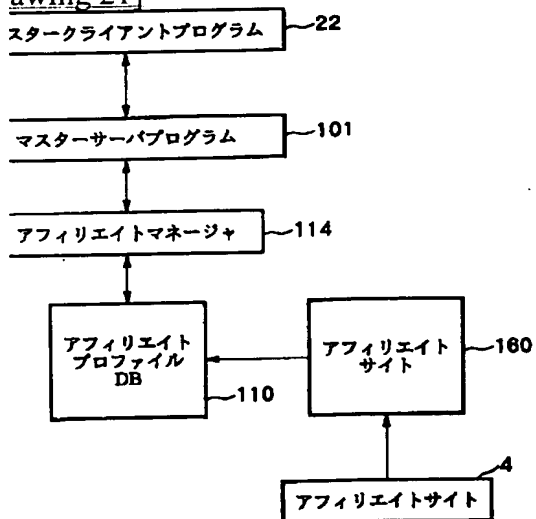 awing 21]
スタークライアントプログラム
22
マスターサーバプログラム
101
アフィリエイトマネージャ
114
アフィリエイト
プロファイル
DB
110
アフィリエイト
サイト
160
4
アフィリエイトサイト